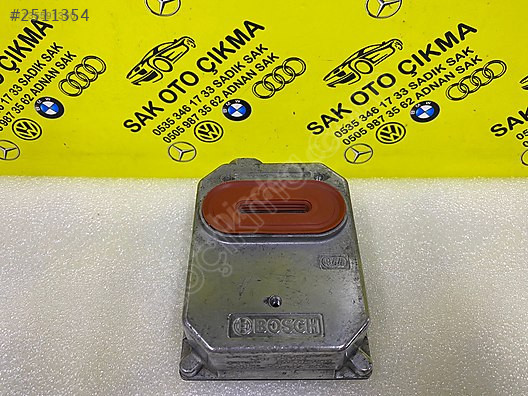 #2511354
SAK OTO ÇIKMA
0535 346 17 33 SADIK SAK
0505 987 35 62 ADNAN SAK
SAK OTO ÇIKMA
0535 346 17 33 SADIK SAK
0505 987 35 62 ADNAN SAK
BOSCH